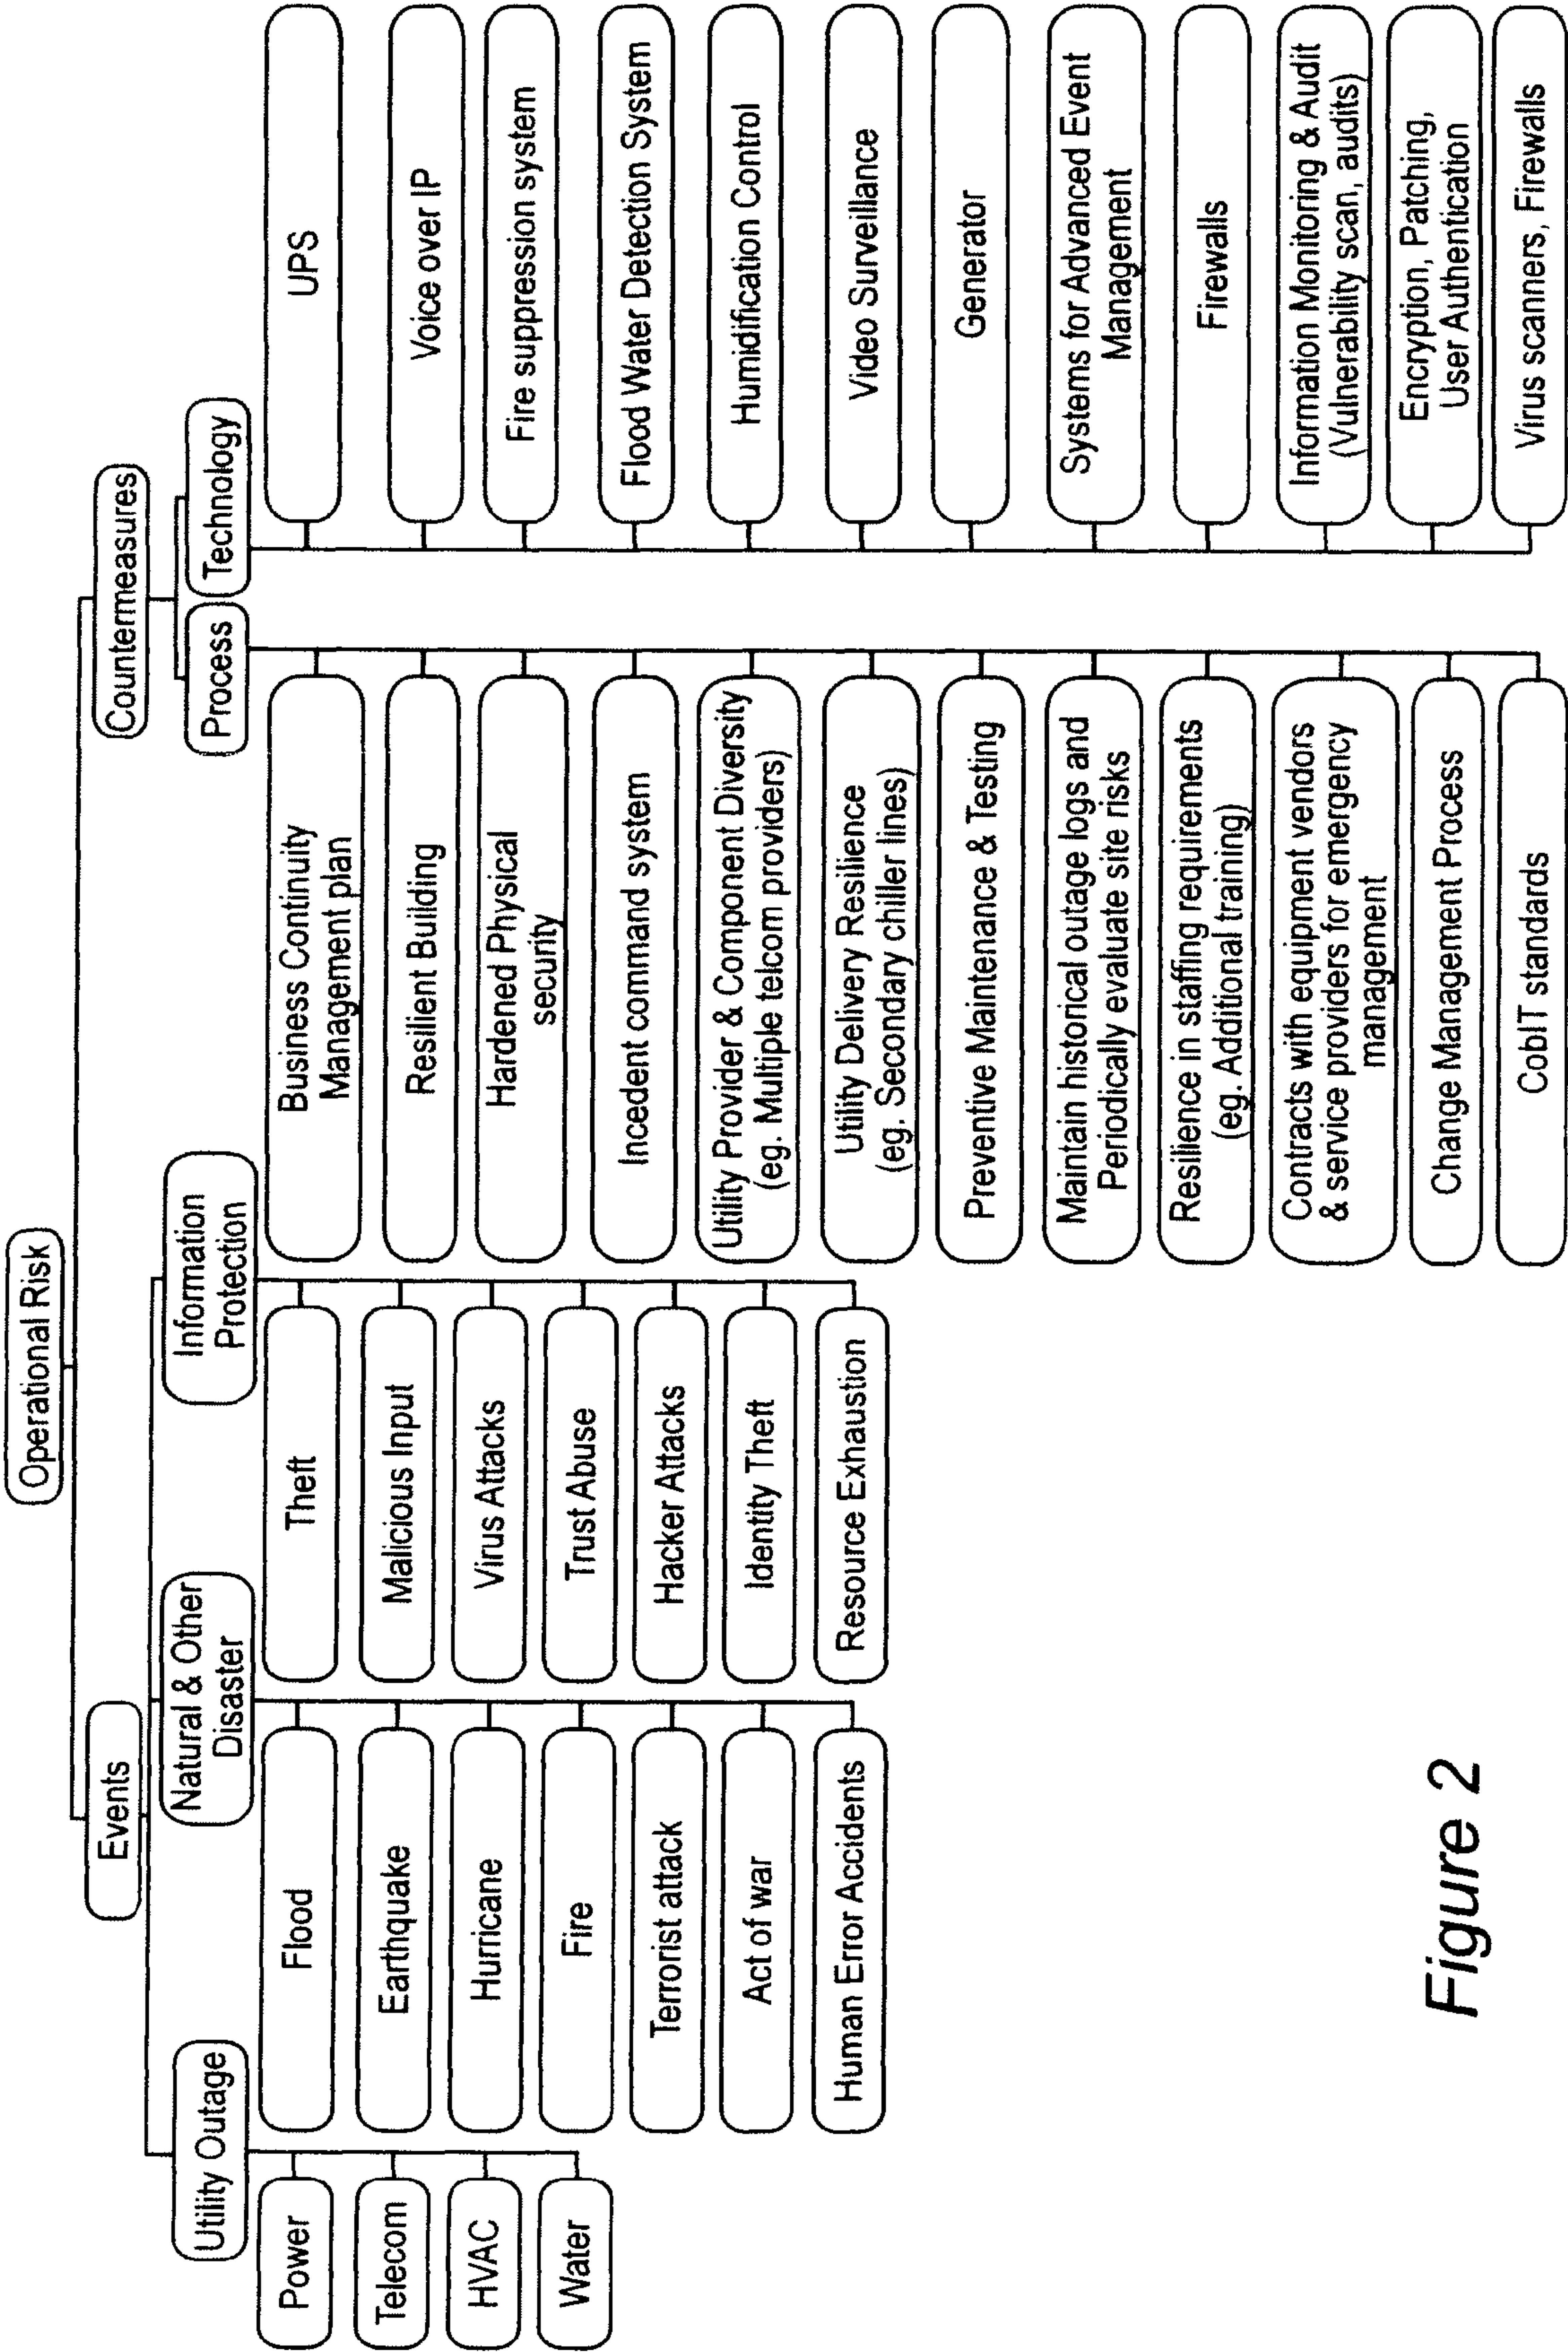 Operational Risk
Events
Countermeasures
Utility Outage
Natural & Other
Disaster
Information
Protection
Process
Technology
Power
Telecom
HVAC
Water
Flood
Earthquake
Hurricane
Fire
Terrorist attack
Act of war
Human Error Accidents
Theft
Malicious Input
Virus Attacks
Trust Abuse
Hacker Attacks
Identity Theft
Resource Exhaustion
Business Continuity
Management plan
Resilient Building
Hardened Physical
security
Incedent command system
Utility Provider & Component Diversity
(eg. Multiple telcom providers)
Utility Delivery Resilience
(eg. Secondary chiller lines)
Preventive Maintenance & Testing
Maintain historical outage logs and
Periodically evaluate site risks
Resilience in staffing requirements
(eg. Additional training)
Contracts with equipment vendors
& service providers for emergency
management
Change Management Process
CobIT standards
UPS
Voice over IP
Fire suppression system
Flood Water Detection System
Humidification Control
Video Surveillance
Generator
Systems for Advanced Event
Management
Firewalls
Information Monitoring & Audit
(Vulnerability scan, audits)
Encryption, Patching,
User Authentication
Virus scanners, Firewalls
Figure 2